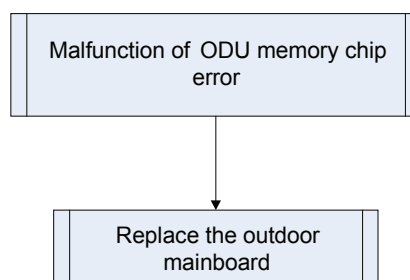 Malfunction of ODU memory chip
error
Replace the outdoor
mainboard